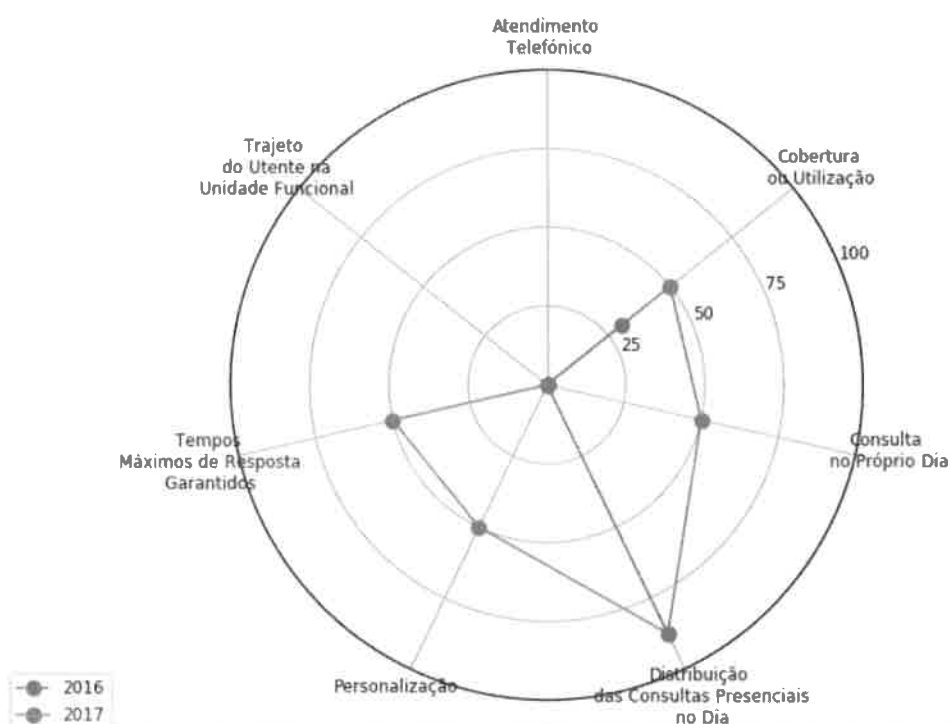 Atendimento
Telefónico
Trajeto
do Utente na
Unidade Funcional
Cobertura
ou Utilização
100
75
50
25
Tempos
Máximos de Resposta
Garantidos
Consulta
no Próprio Dia
Personalização
Distribuição
das Consultas Presenciais
no Dia
2016
2017